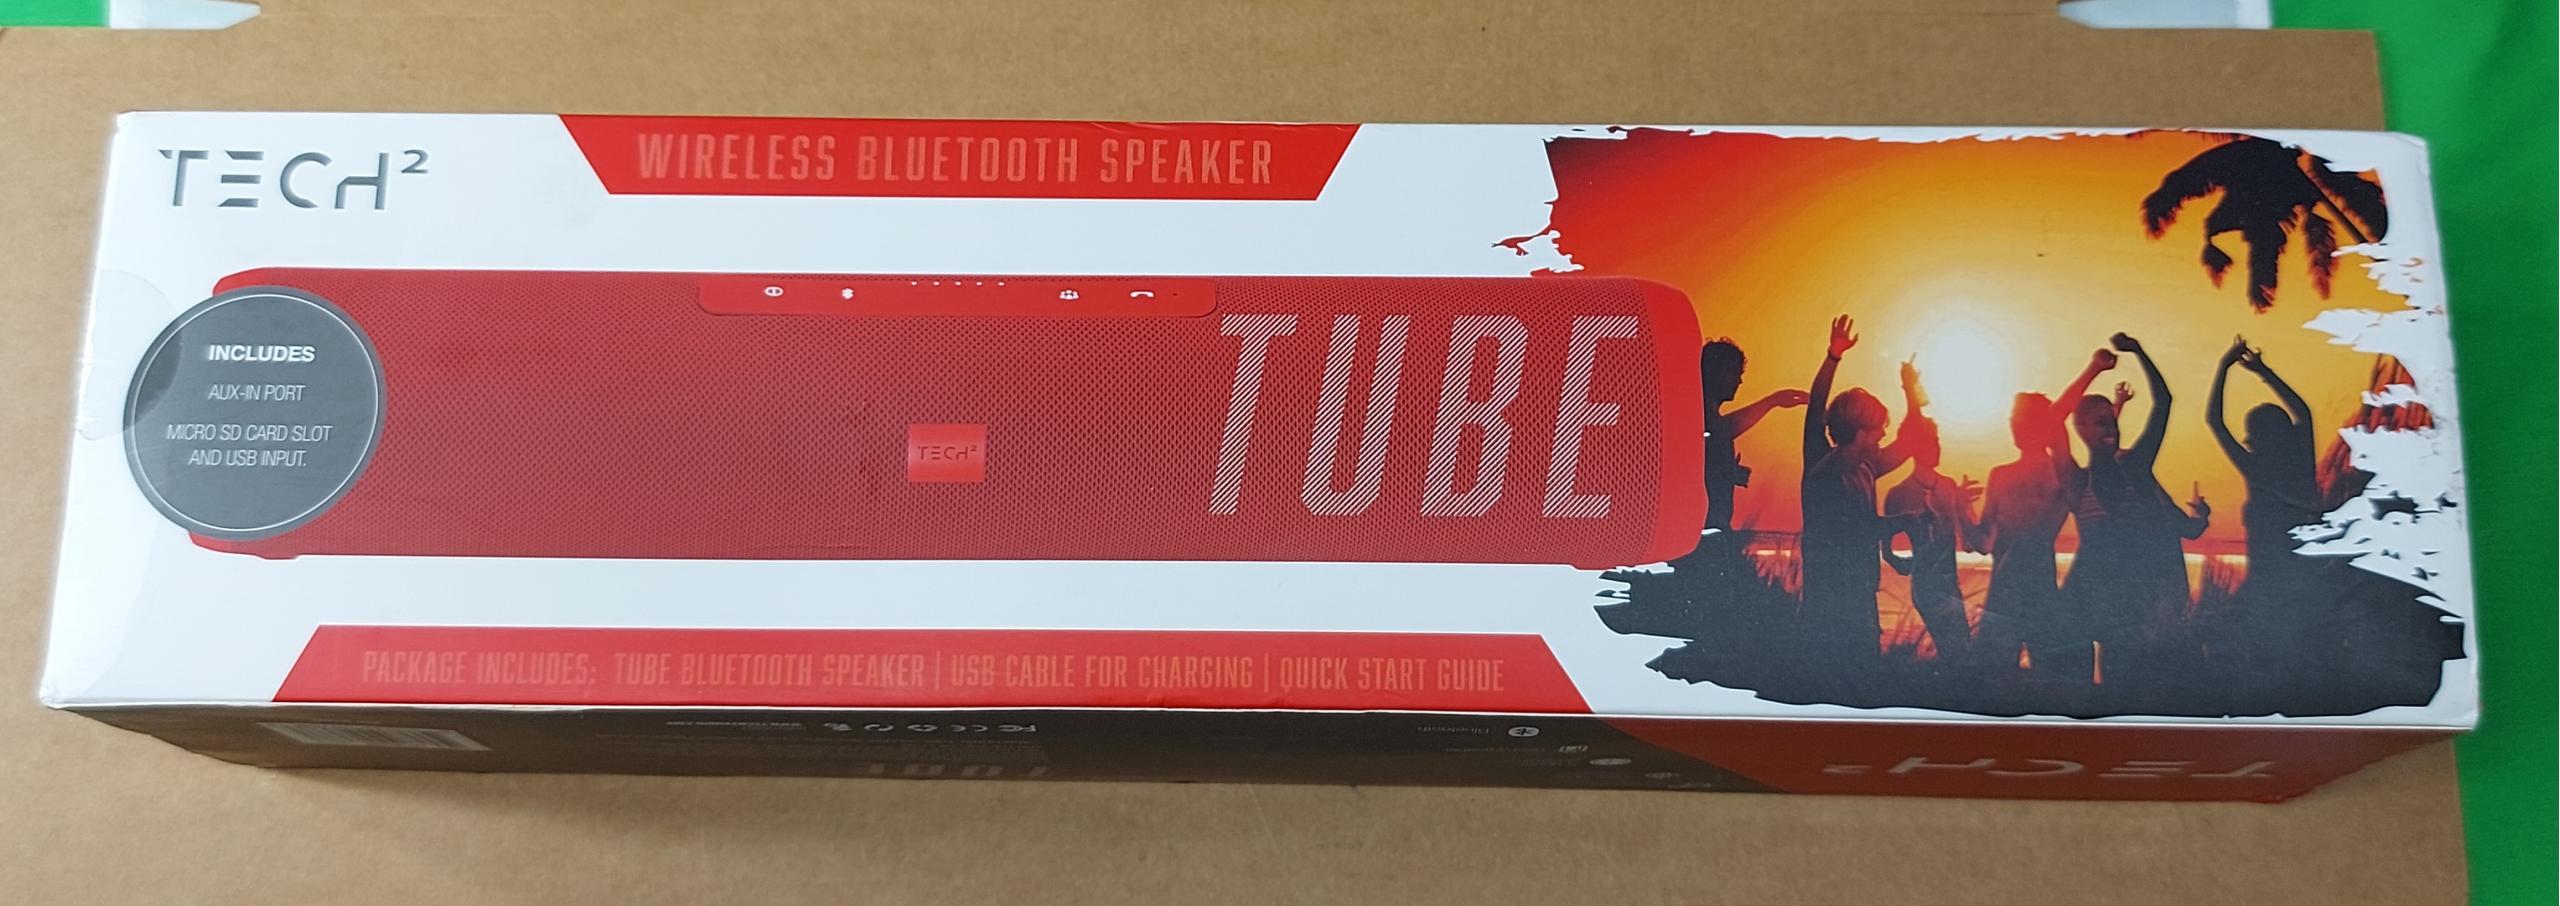 TECH²
WIRELESS BLUETOOTH SPEAKER
INCLUDES
AUX-IN PORT
MICRO SD CARD SLOT
AND USB INPUT.
TECH²
TUBE
PACKAGE INCLUDES: TUBE BLUETOOTH SPEAKER | USB CABLE FOR CHARGING | QUICK START GUIDE
Bluetooth
TUBE
TECH²